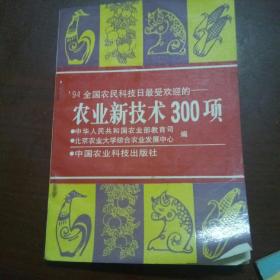 '94全国农民科技日最受欢迎的——
农业新技术300项
●中华人民共和国农业部教育司
●北京农业大学综合农业发展中心 编
●中国农业科技出版社